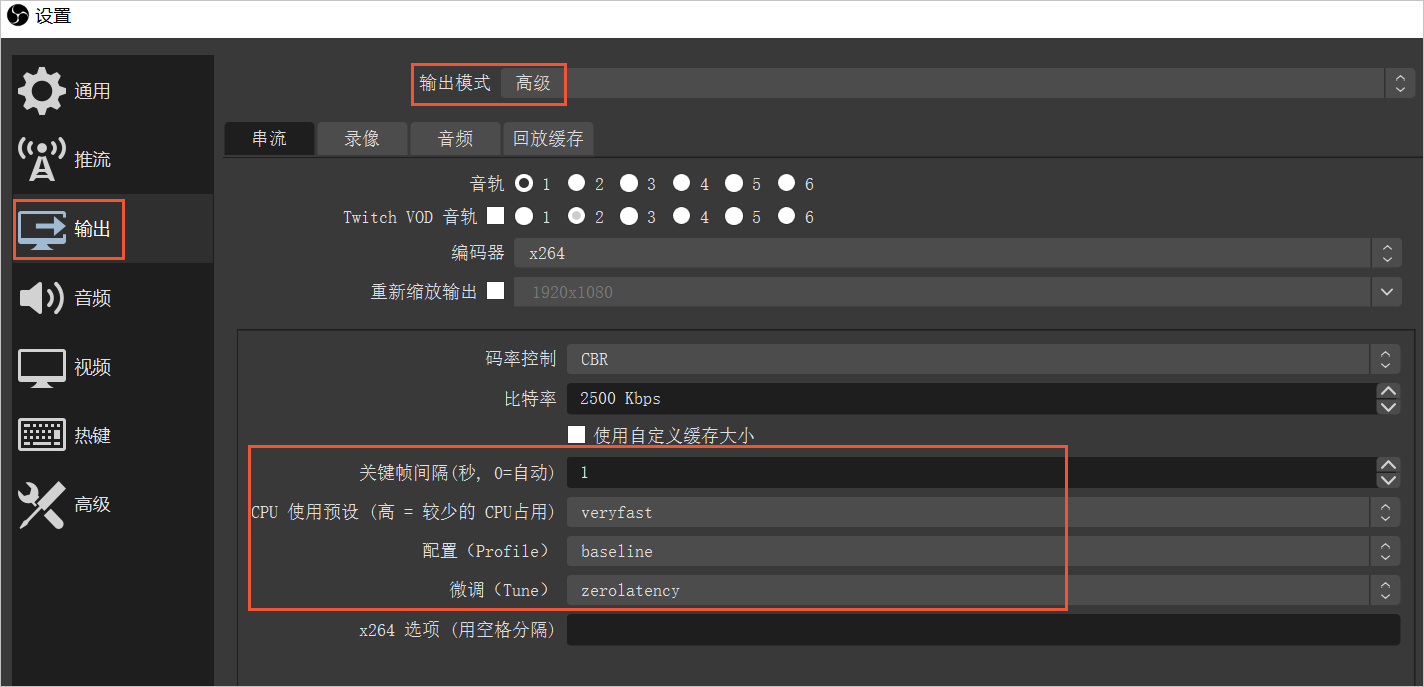 设置
通用
推流
输出
音频
视频
热键
高级
输出模式 高级
串流 录像 音频 回放缓存
音轨 1 2 3 4 5 6
Twitch VOD 音轨 1 2 3 4 5 6
编码器 x264
重新缩放输出 1920x1080
码率控制 CBR
比特率 2500 Kbps
使用自定义缓存大小
关键帧间隔(秒, 0=自动) 1
CPU 使用预设 (高 = 较少的 CPU占用) veryfast
配置（Profile） baseline
微调（Tune） zerolatency
x264 选项 (用空格分隔)